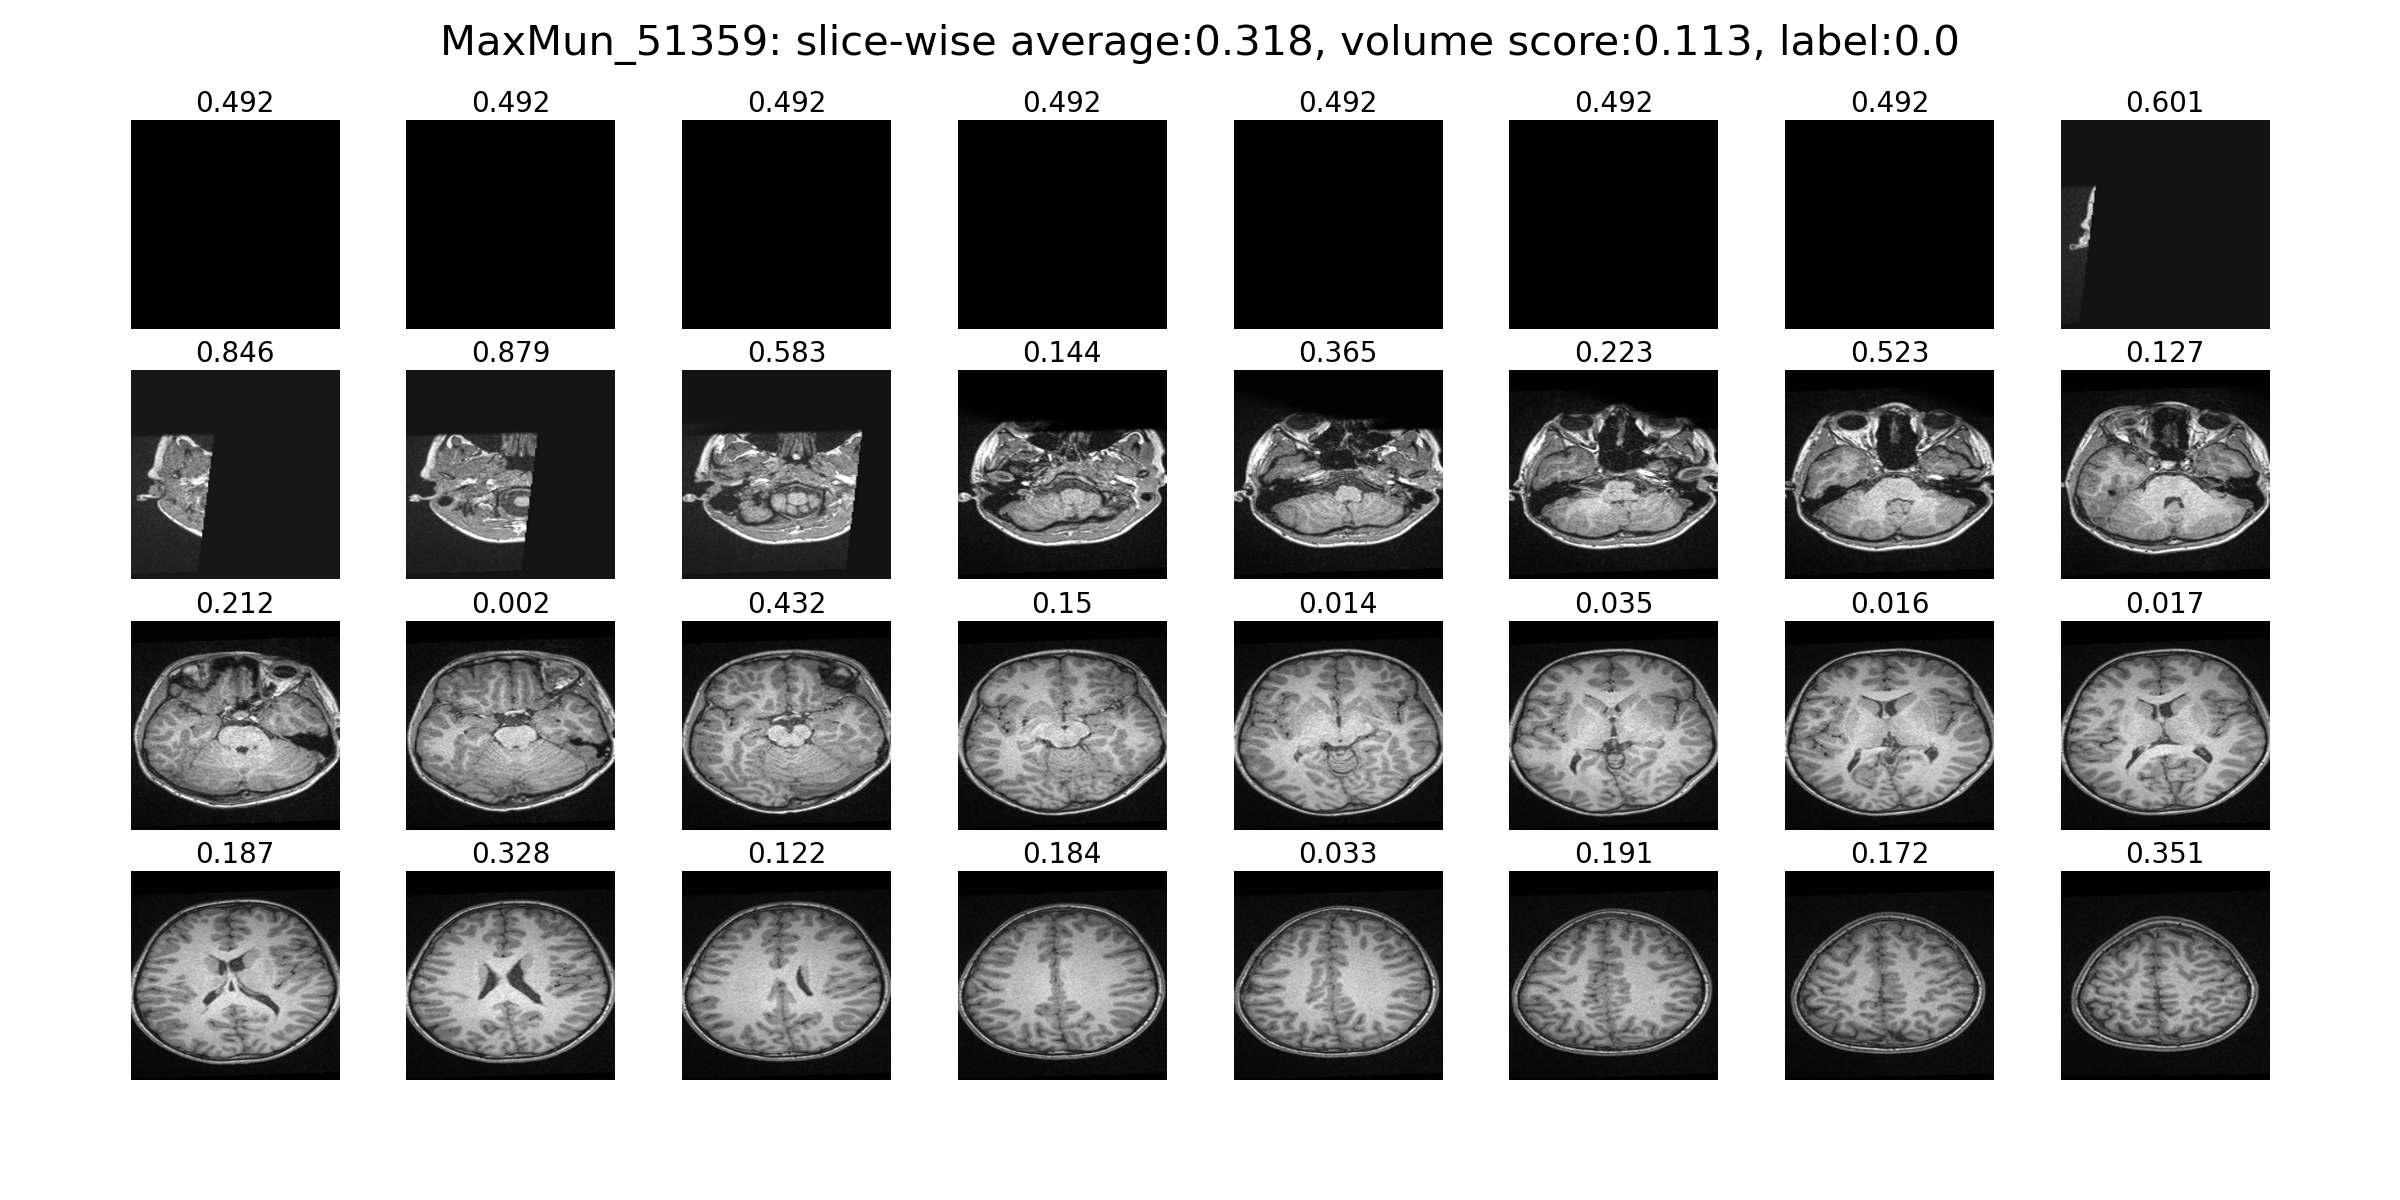 MaxMun_51359: slice-wise average:0.318, volume score:0.113, label:0.0
0.492 0.492 0.492 0.492 0.492 0.492 0.492 0.601
0.846 0.879 0.583 0.144 0.365 0.223 0.523 0.127
0.212 0.002 0.432 0.15 0.014 0.035 0.016 0.017
0.187 0.328 0.122 0.184 0.033 0.191 0.172 0.351